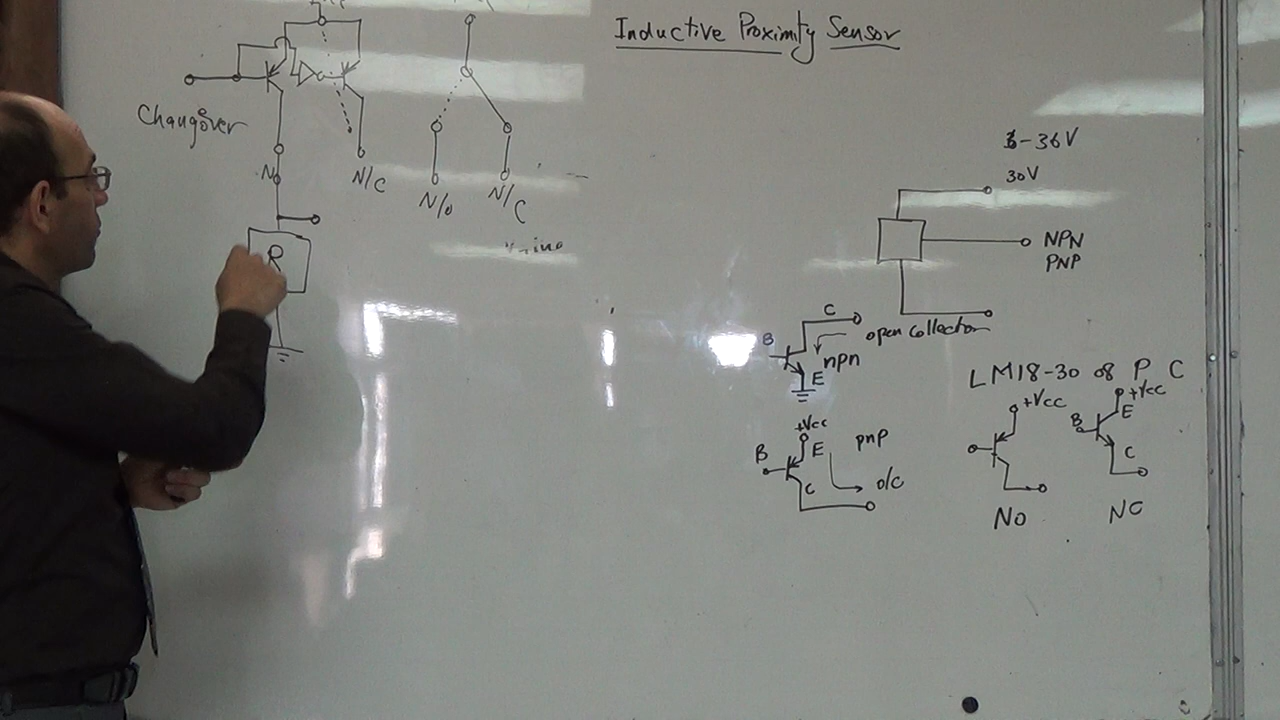 Inductive Proximity Sensor
Changover
N
N/C
N/O
N/C
R
6-36V
30V
NPN
PNP
C
B
open collector
npn
E
LM18-30 08 P C
+Vcc
B
E
pnp
C
o/c
+Vcc
NO
+Vcc
B
E
C
NC